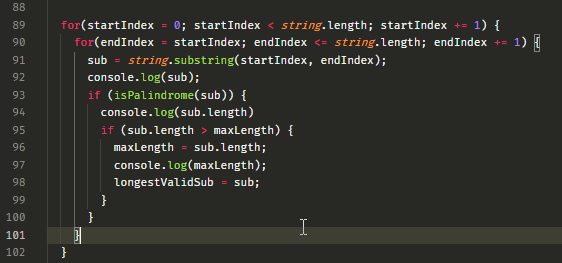 88
89 for(startIndex = 0; startIndex < string.length; startIndex += 1) {
90 for(endIndex = startIndex; endIndex <= string.length; endIndex += 1) {
91 sub = string.substring(startIndex, endIndex);
92 console.log(sub);
93 if (isPalindrome(sub)) {
94 console.log(sub.length)
95 if (sub.length > maxLength) {
96 maxLength = sub.length;
97 console.log(maxLength);
98 longestValidSub = sub;
99 }
100 }
101 }
102 }